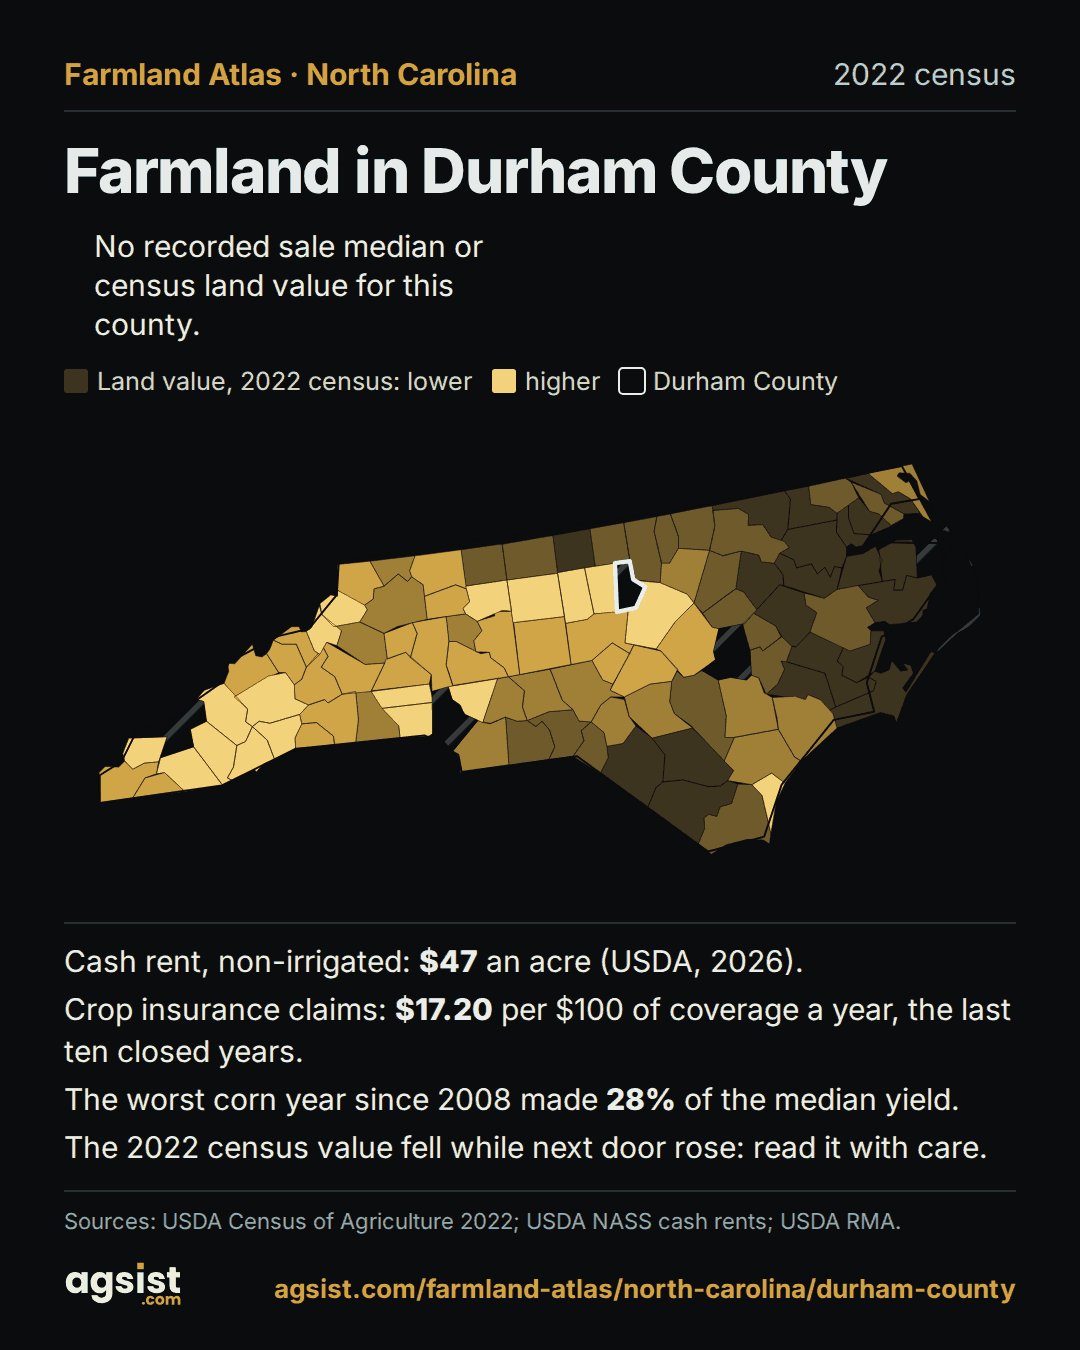 Farmland Atlas · North Carolina
2022 census
Farmland in Durham County
No recorded sale median or
census land value for this
county.
Land value, 2022 census: lower
higher
Durham County
Cash rent, non-irrigated: $47 an acre (USDA, 2026).
Crop insurance claims: $17.20 per $100 of coverage a year, the last
ten closed years.
The worst corn year since 2008 made 28% of the median yield.
The 2022 census value fell while next door rose: read it with care.
Sources: USDA Census of Agriculture 2022; USDA NASS cash rents; USDA RMA.
agsist
.com
agsist.com/farmland-atlas/north-carolina/durham-county